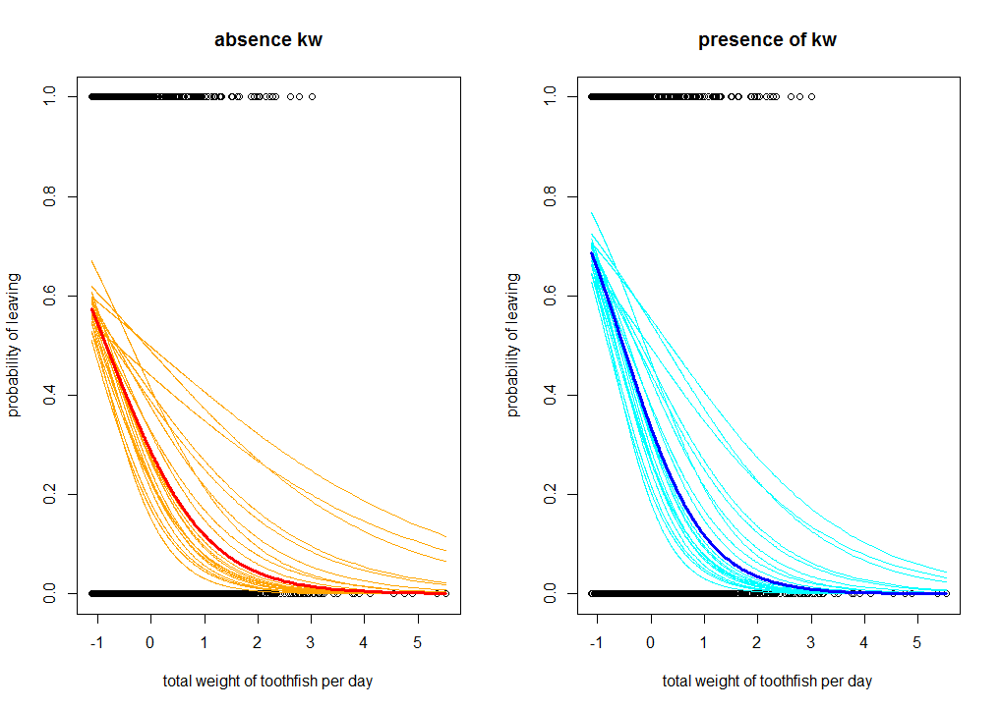 absence kw
probability of leaving
0.0 0.2 0.4 0.6 0.8 1.0
-1 0 1 2 3 4 5
total weight of toothfish per day
presence of kw
probability of leaving
0.0 0.2 0.4 0.6 0.8 1.0
-1 0 1 2 3 4 5
total weight of toothfish per day